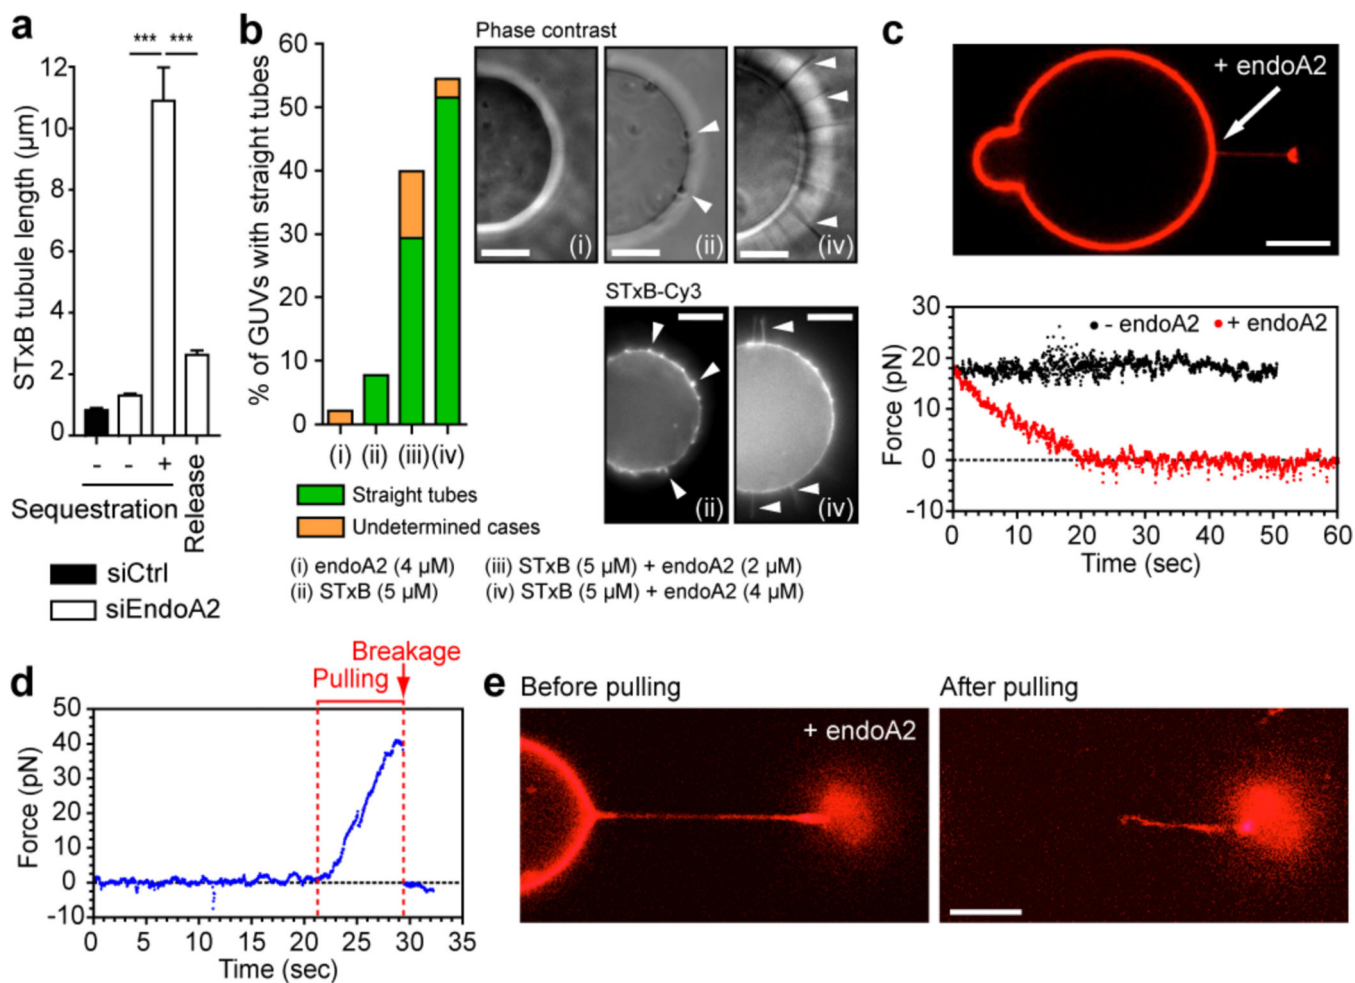 a
*** ***
STxB tubule length (µm)
12
10
8
6
4
2
0
- - +
Sequestration
Release
siCtrl
siEndoA2
b
% of GUVs with straight tubes
60
50
40
30
20
10
0
(i) (ii) (iii) (iv)
Straight tubes
Undetermined cases
Phase contrast
(i) (ii) (iv)
STxB-Cy3
(ii) (iv)
(i) endoA2 (4 µM) (iii) STxB (5 µM) + endoA2 (2 µM)
(ii) STxB (5 µM) (iv) STxB (5 µM) + endoA2 (4 µM)
c
+ endoA2
- endoA2 + endoA2
Force (pN)
30
20
10
0
-10
0 10 20 30 40 50 60
Time (sec)
d
Breakage
Pulling
Force (pN)
50
40
30
20
10
0
-10
0 5 10 15 20 25 30 35
Time (sec)
e
Before pulling After pulling
+ endoA2